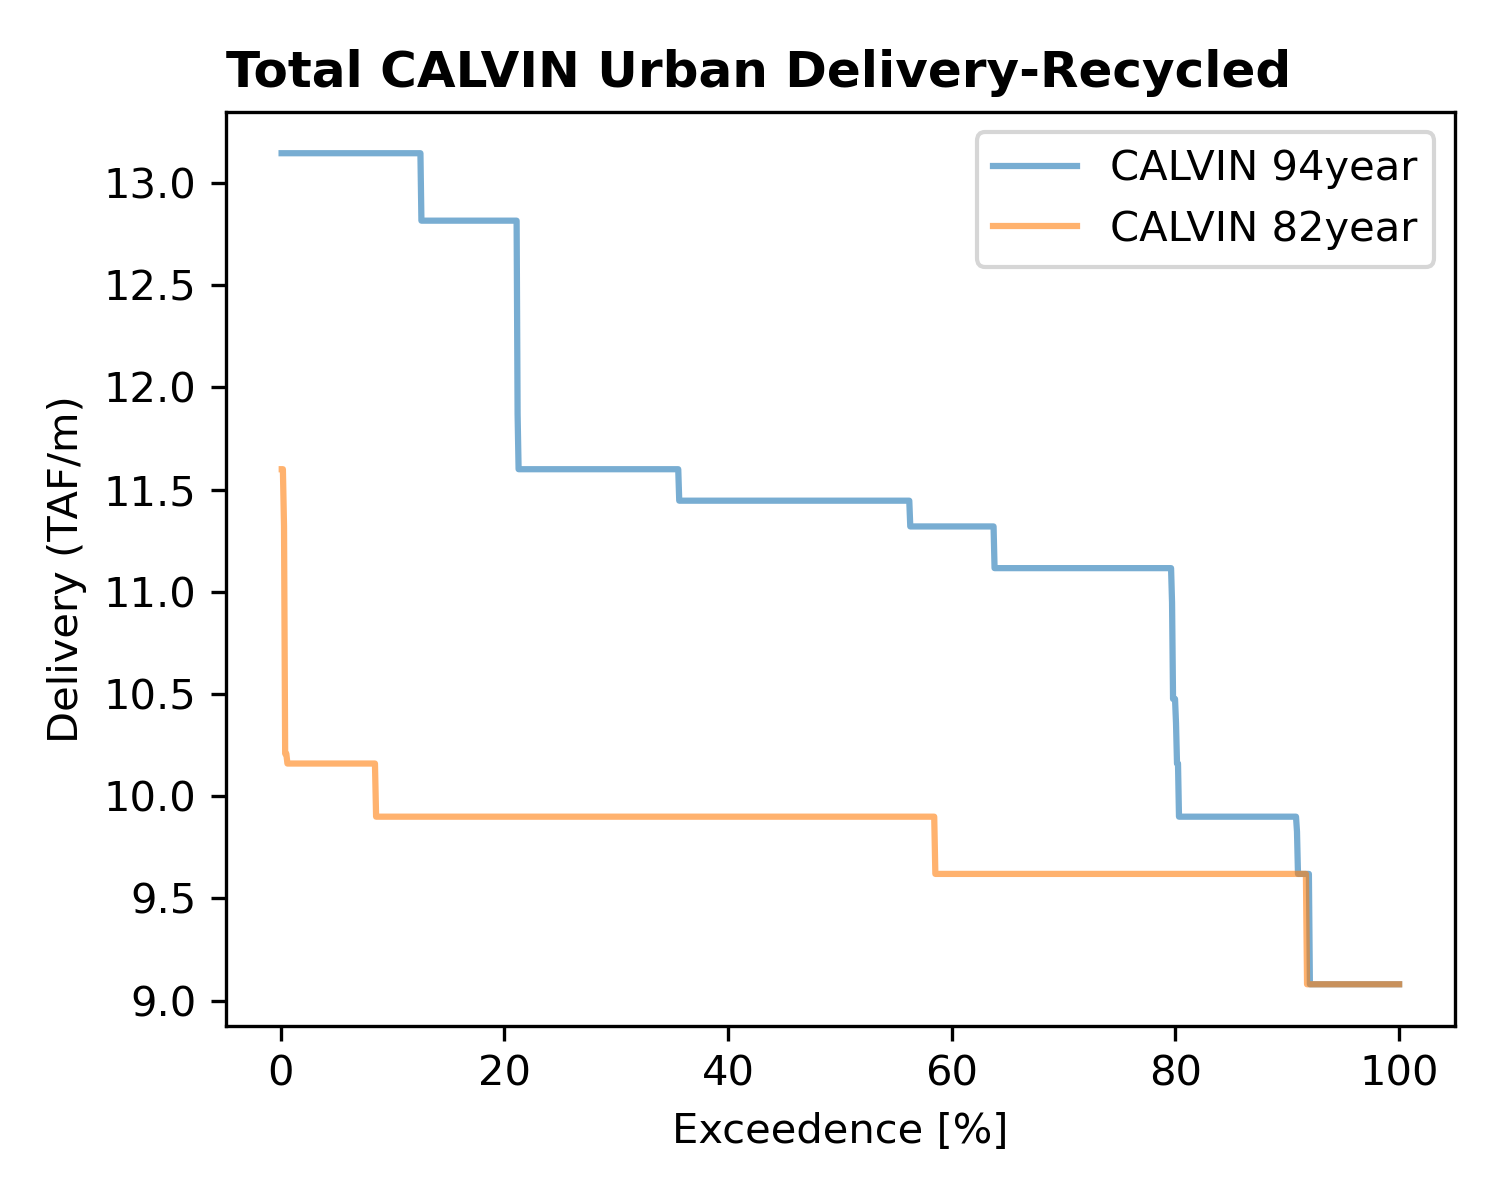 Total CALVIN Urban Delivery-Recycled
CALVIN 94year
CALVIN 82year
Delivery (TAF/m)
13.0
12.5
12.0
11.5
11.0
10.5
10.0
9.5
9.0
0 20 40 60 80 100
Exceedence [%]